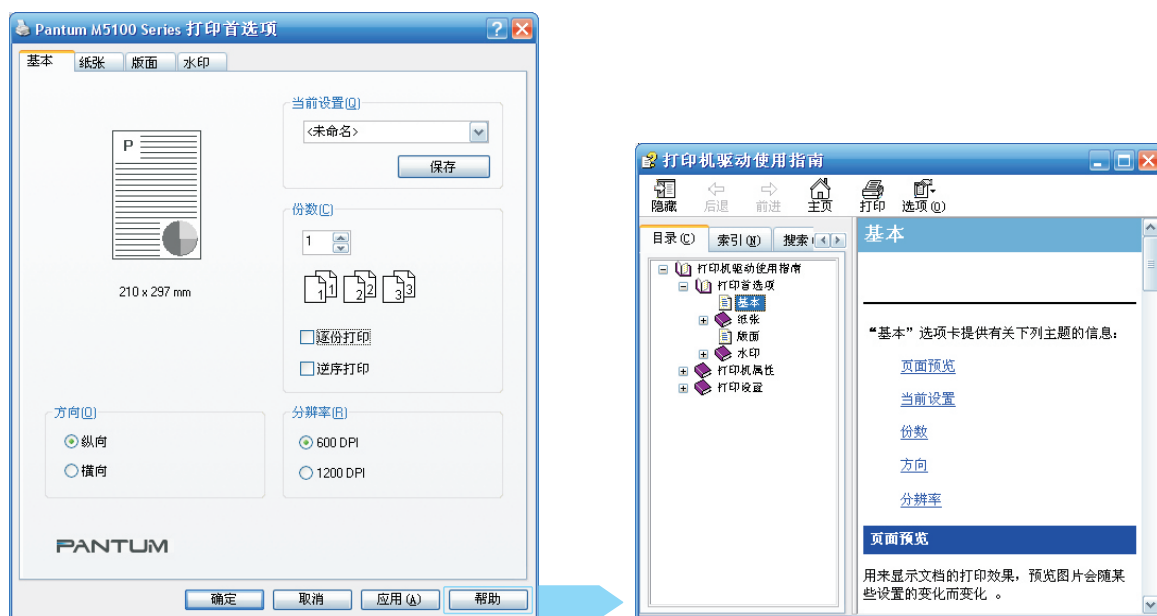 Pantum M5100 Series 打印首选项
基本 纸张 版面 水印
当前设置(Q)
<未命名>
保存
P
210 x 297 mm
份数(C)
1
1 1 2 2 3 3
逐份打印
逆序打印
方向(O)
纵向
横向
分辨率(R)
600 DPI
1200 DPI
PANTUM
确定 取消 应用(A) 帮助
打印机驱动使用指南
隐藏 后退 前进 主页 打印 选项(O)
目录(C) 索引(N) 搜索
打印机驱动使用指南
打印首选项
基本
纸张
版面
水印
打印机属性
打印设置
基本
“基本”选项卡提供有关下列主题的信息：
页面预览
当前设置
份数
方向
分辨率
页面预览
用来显示文档的打印效果，预览图片会随某
些设置的变化而变化 。